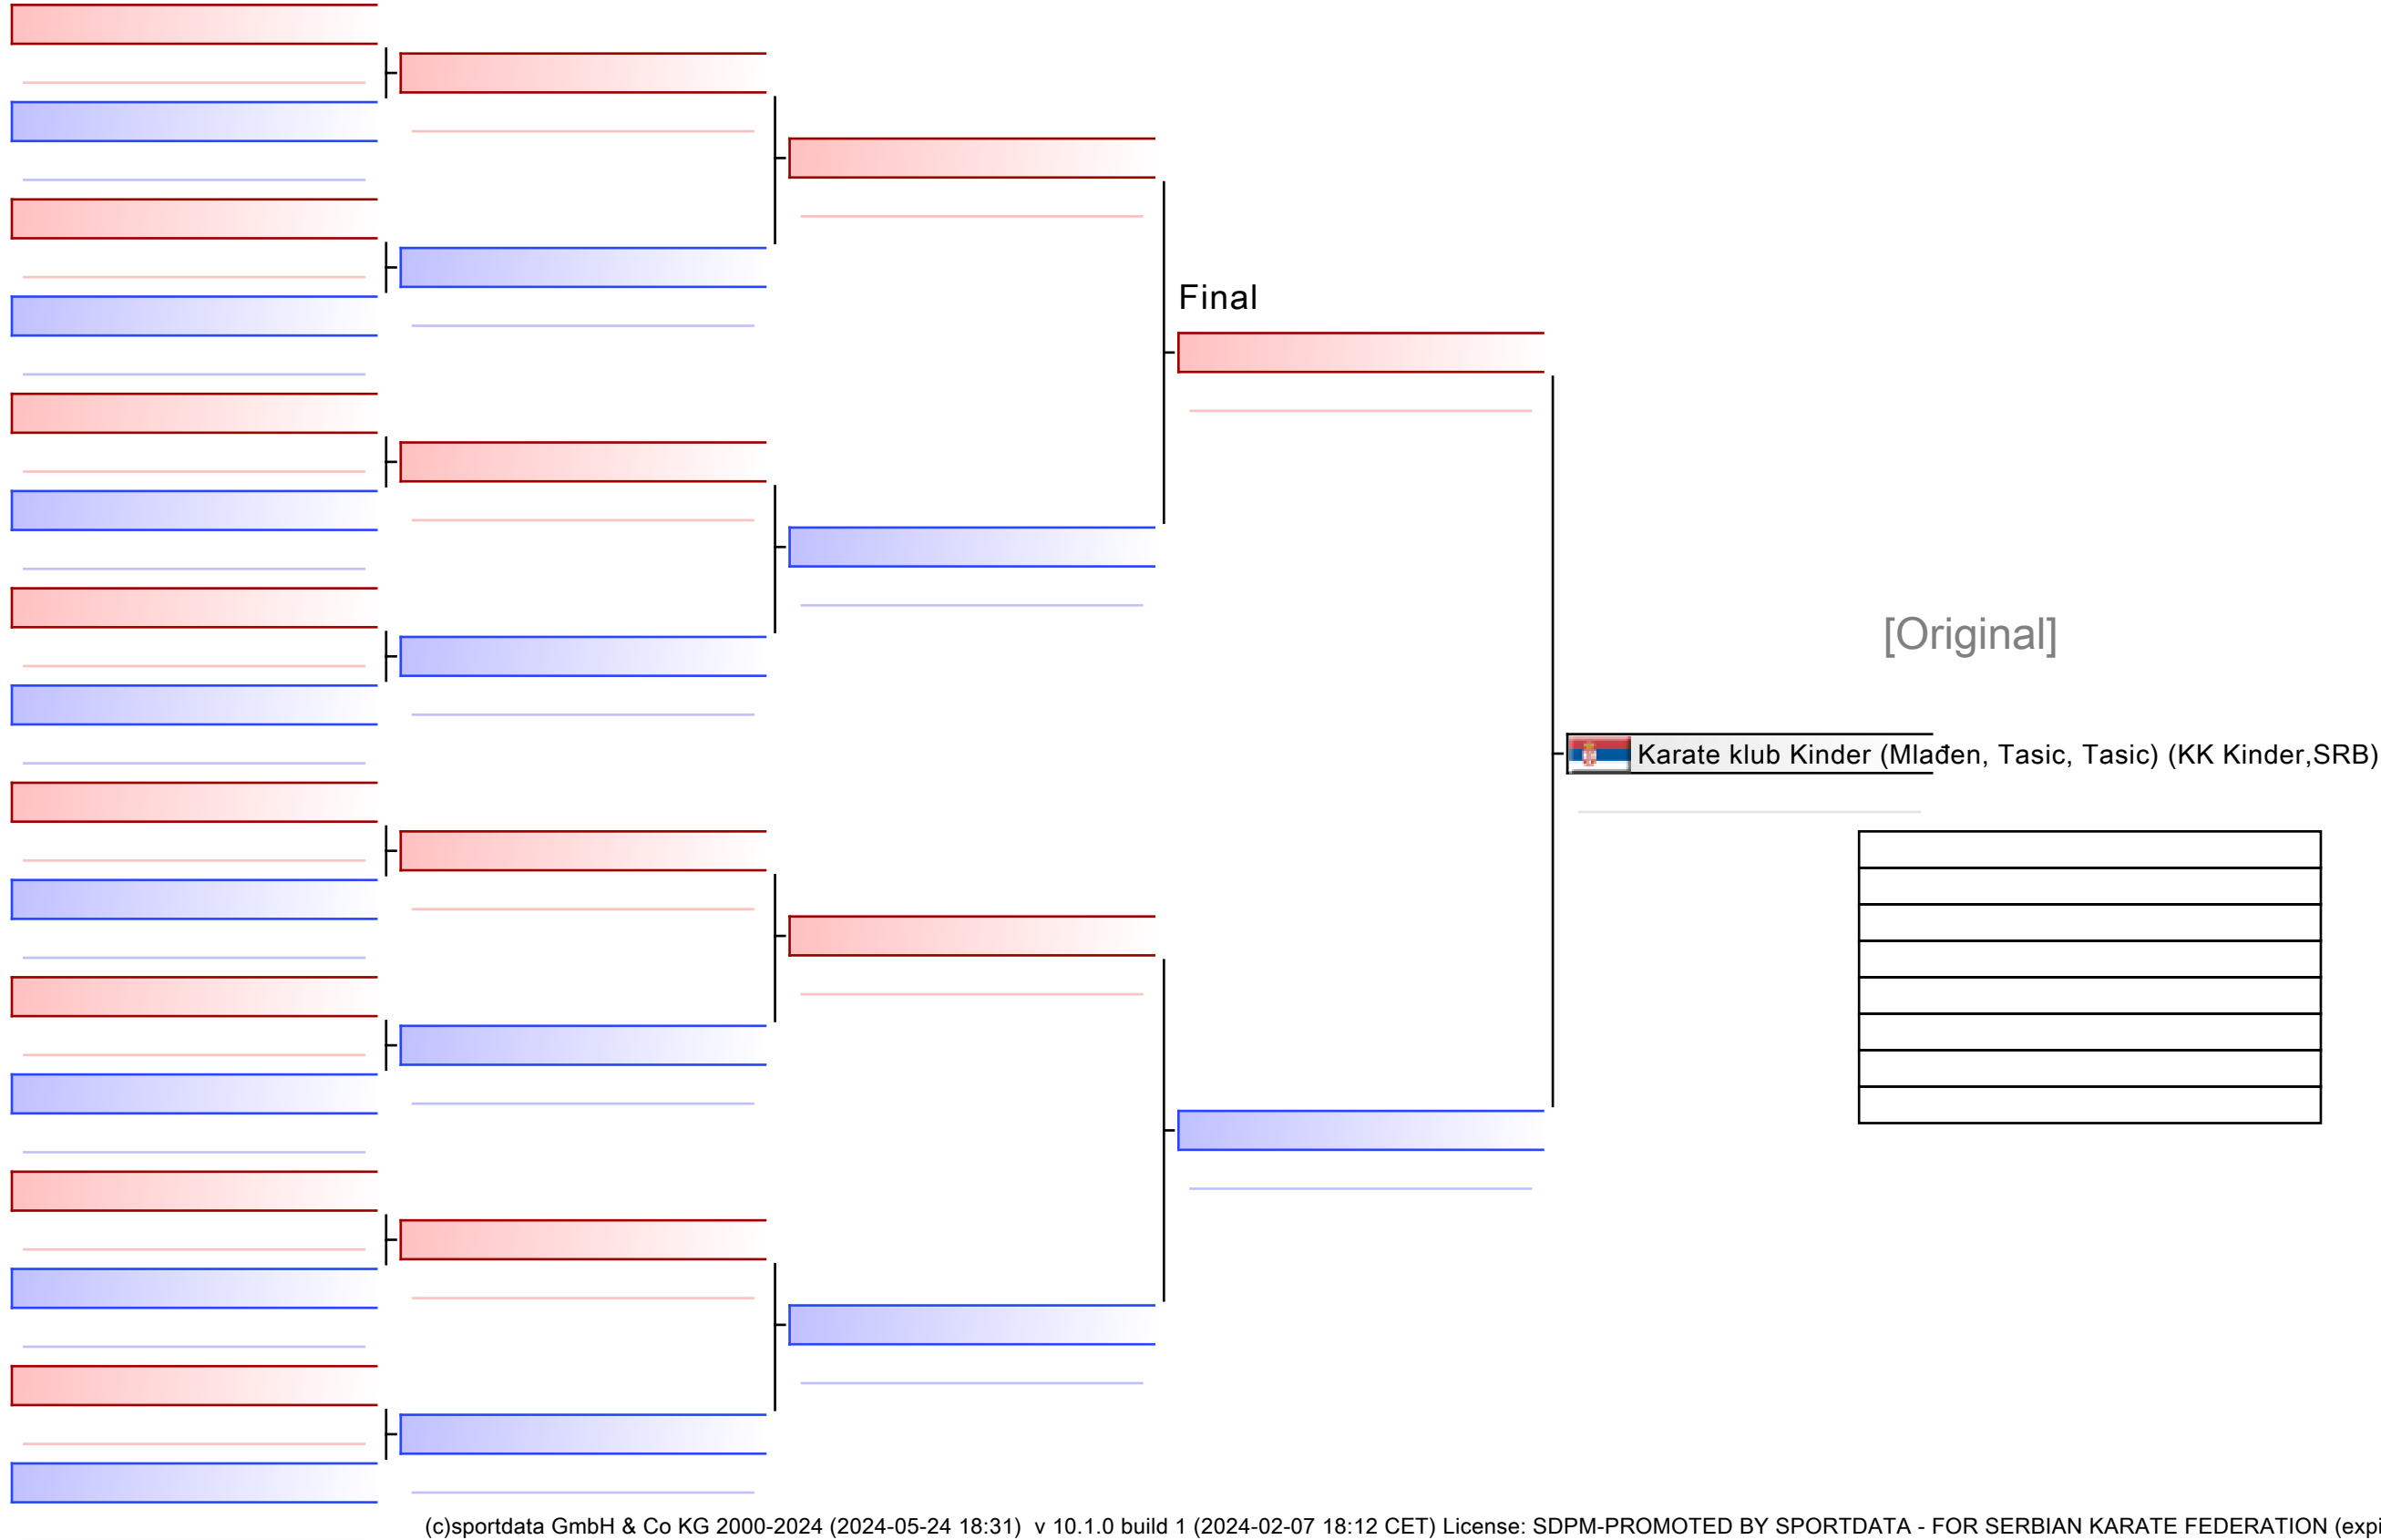 Final
[Original]
Karate klub Kinder (Mlađen, Tasic, Tasic) (KK Kinder,SRB)
(c)sportdata GmbH & Co KG 2000-2024 (2024-05-24 18:31) v 10.1.0 build 1 (2024-02-07 18:12 CET) License: SDPM-PROMOTED BY SPORTDATA - FOR SERBIAN KARATE FEDERATION (expi